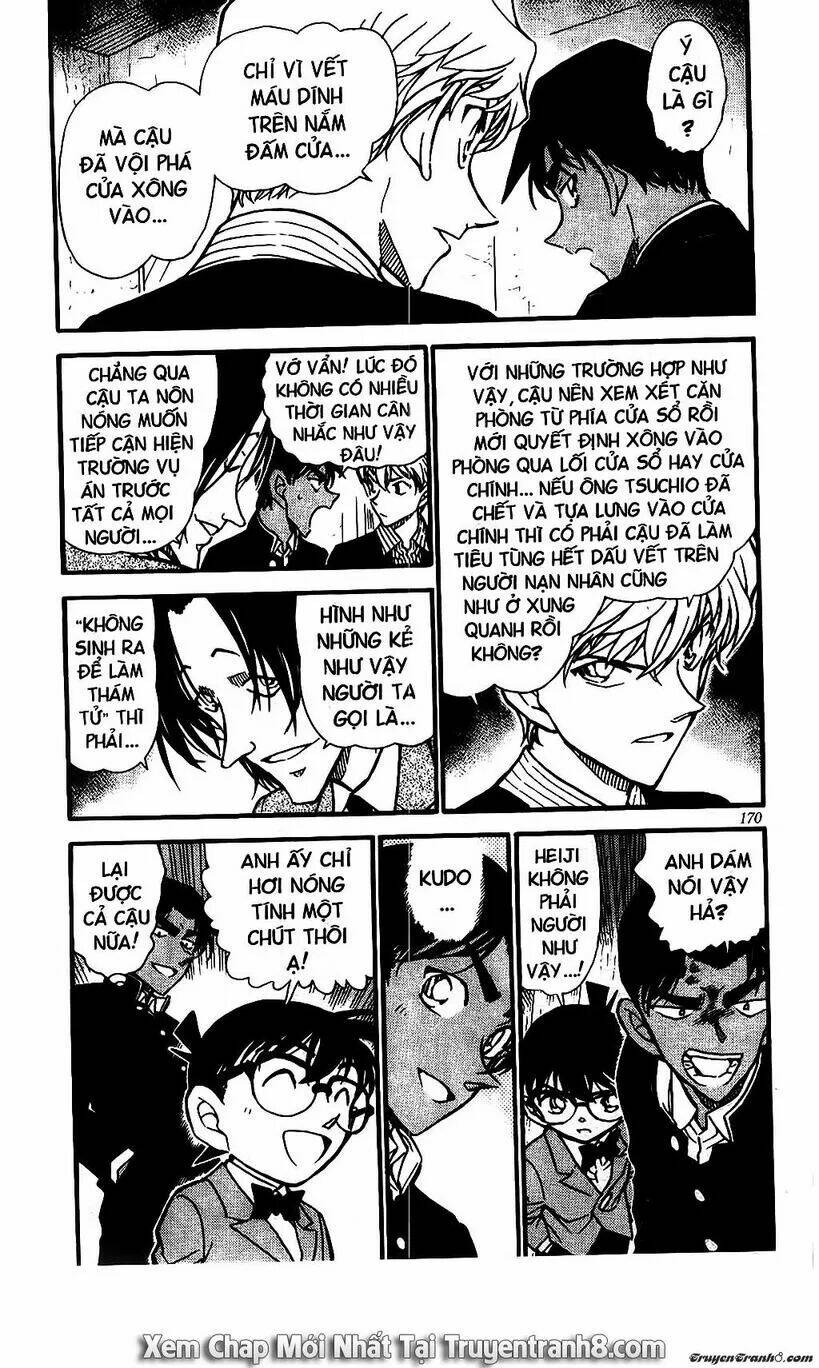 Ý
CẬU
LÀ GÌ
?
CHỈ VÌ VẾT
MÁU DÍNH
TRÊN NẮM
ĐẤM CỬA...
MÀ CẬU
ĐÃ VỘI PHÁ
CỬA XÔNG
VÀO...
VỚI NHỮNG TRƯỜNG HỢP NHƯ
VẬY, CẬU NÊN XEM XÉT CĂN
PHÒNG TỪ PHÍA CỬA SỔ RỒI
MỚI QUYẾT ĐỊNH XÔNG VÀO
PHÒNG QUA LỐI CỬA SỔ HAY CỬA
CHÍNH... NẾU ÔNG TSUCHIO ĐÃ
CHẾT VÀ TỰA LƯNG VÀO CỬA
CHÍNH THÌ CÓ PHẢI CẬU ĐÃ LÀM
TIÊU TÙNG HẾT DẤU VẾT TRÊN
NGƯỜI NẠN NHÂN CŨNG
NHƯ Ở XUNG
QUANH RỒI
KHÔNG?
VỚ VẨN! LÚC ĐÓ
KHÔNG CÓ NHIỀU
THỜI GIAN CÂN
NHẮC NHƯ VẬY
ĐÂU!
CHẲNG QUA
CẬU TA NÔN
NÓNG MUỐN
TIẾP CẬN HIỆN
TRƯỜNG VỤ
ÁN TRƯỚC
TẤT CẢ MỌI
NGƯỜI...
HÌNH NHƯ
NHỮNG KẺ
NHƯ VẬY
NGƯỜI TA
GỌI LÀ...
"KHÔNG
SINH RA
ĐỂ LÀM
THÁM
TỬ" THÌ
PHẢI...
170
ANH DÁM
NÓI VẬY
HẢ?
HEIJI
KHÔNG
PHẢI
NGƯỜI
NHƯ
VẬY...!
KUDO
...
ANH ẤY CHỈ
HƠI NÓNG
TÍNH MỘT
CHÚT THÔI
Ạ!
LẠI
ĐƯỢC
CẢ CẬU
NỮA!
Xem Chap Mới Nhất Tại Truyentranh8.com
TruyenTranh8.com